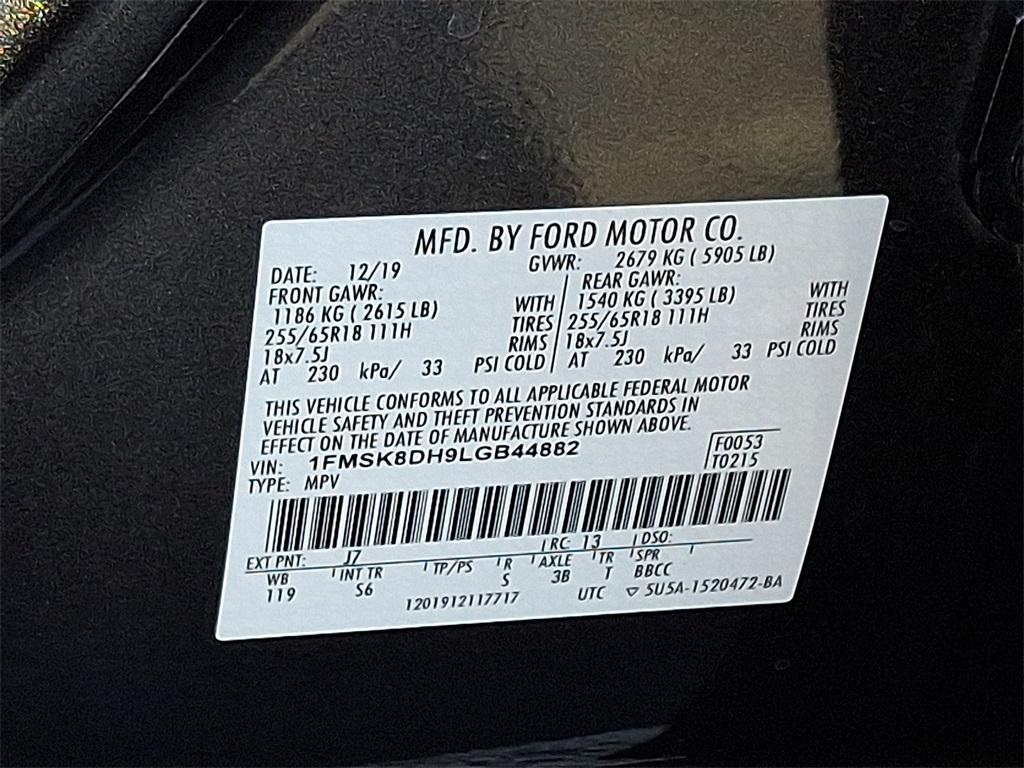 MFD. BY FORD MOTOR CO.
DATE: 12/19 GVWR: 2679 KG ( 5905 LB)
FRONT GAWR: REAR GAWR:
1186 KG ( 2615 LB) WITH 1540 KG ( 3395 LB) WITH
255/65R18 111H TIRES 255/65R18 111H TIRES
18x7.5J RIMS 18x7.5J RIMS
AT 230 kPa/ 33 PSI COLD AT 230 kPa/ 33 PSI COLD
THIS VEHICLE CONFORMS TO ALL APPLICABLE FEDERAL MOTOR
VEHICLE SAFETY AND THEFT PREVENTION STANDARDS IN
EFFECT ON THE DATE OF MANUFACTURE SHOWN ABOVE.
VIN: 1FMSK8DH9LGB44882 F0053
TYPE: MPV T0215
EXT PNT: J7 RC: 13 DSO:
WB INT TR TP/PS R AXLE TR SPR
119 S6 S 3B T BBCC
1201912117717 UTC ▽ 5U5A-1520472-BA